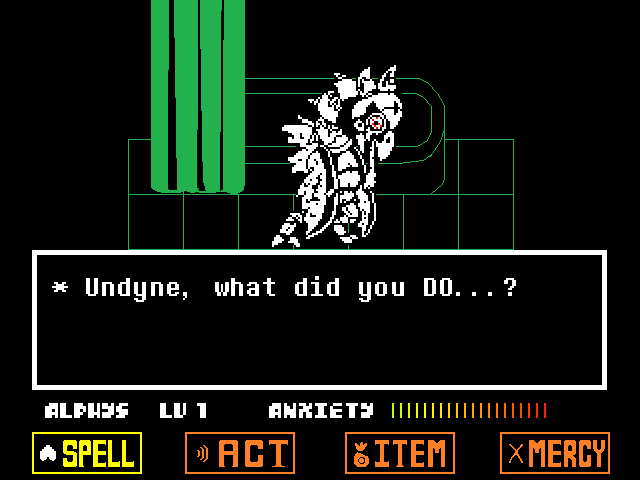 * Undyne, what did you DO...?
ALPHYS LV 1 ANXIETY
SPELL ACT ITEM MERCY